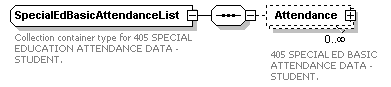 SpecialEdBasicAttendanceList
Attendance
0..∞
Collection container type for 405 SPECIAL
EDUCATION ATTENDANCE DATA -
STUDENT.
405 SPECIAL ED BASIC
ATTENDANCE DATA -
STUDENT.